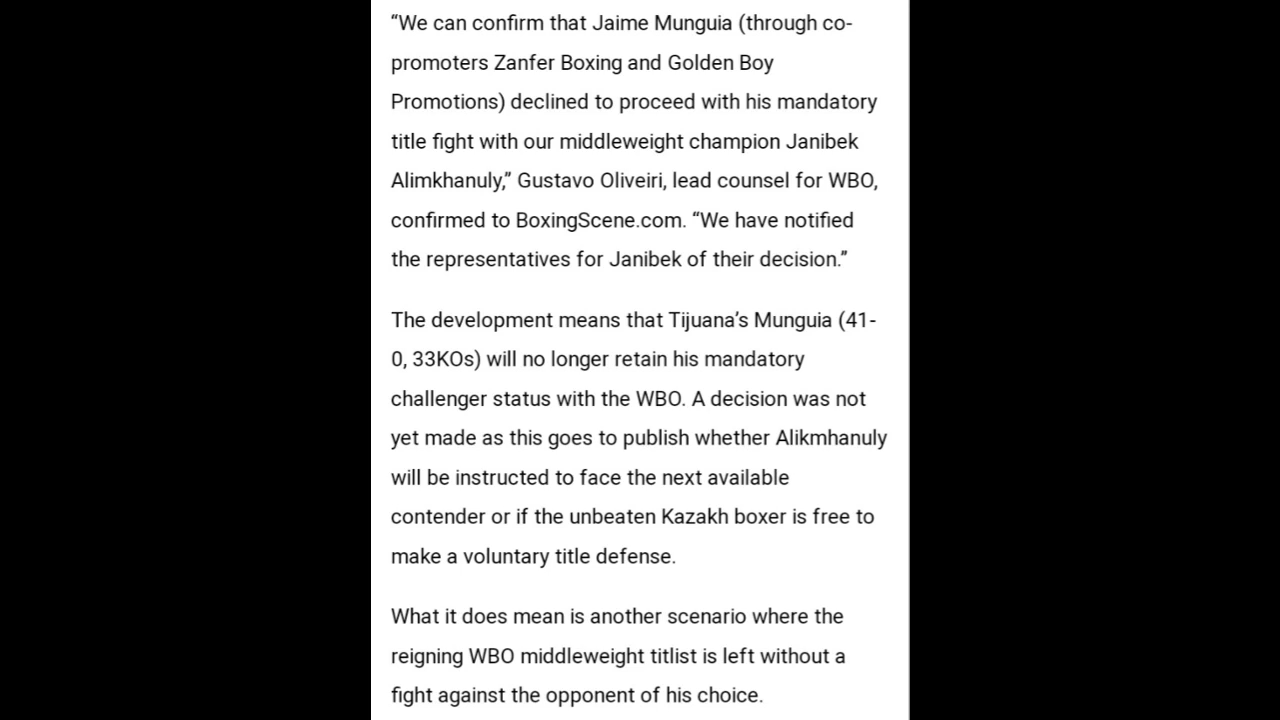 “We can confirm that Jaime Munguia (through co-
promoters Zanfer Boxing and Golden Boy
Promotions) declined to proceed with his mandatory
title fight with our middleweight champion Janibek
Alimkhanuly,” Gustavo Oliveiri, lead counsel for WBO,
confirmed to BoxingScene.com. “We have notified
the representatives for Janibek of their decision.”
The development means that Tijuana’s Munguia (41-
0, 33KOs) will no longer retain his mandatory
challenger status with the WBO. A decision was not
yet made as this goes to publish whether Alikmhanuly
will be instructed to face the next available
contender or if the unbeaten Kazakh boxer is free to
make a voluntary title defense.
What it does mean is another scenario where the
reigning WBO middleweight titlist is left without a
fight against the opponent of his choice.